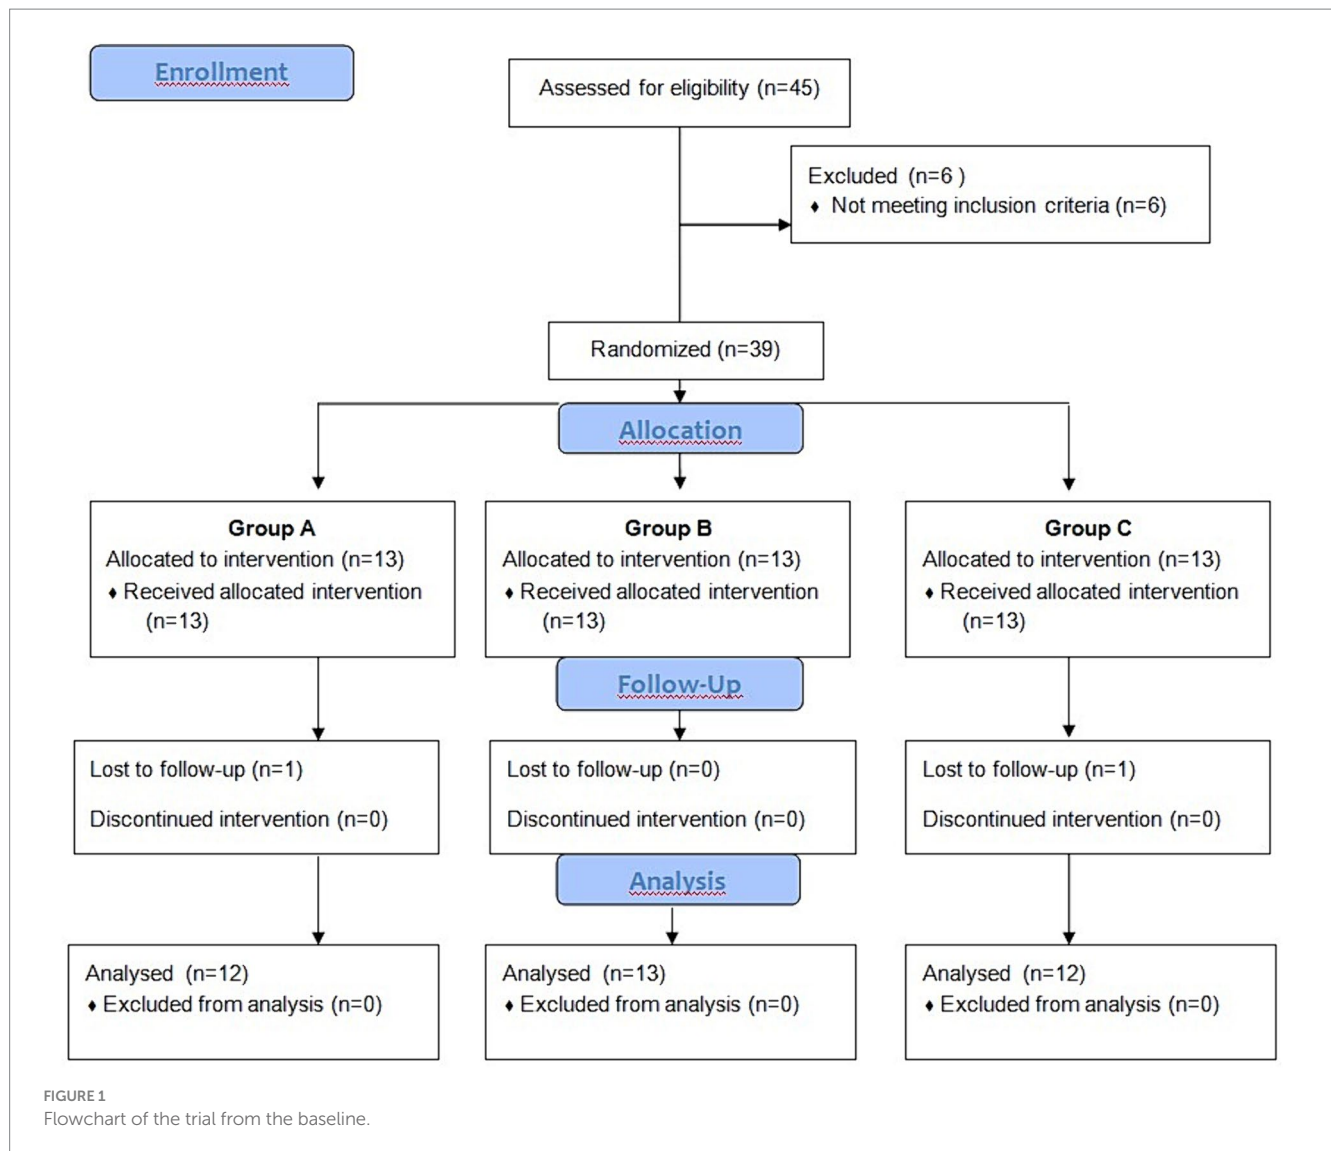 Enrollment
Assessed for eligibility (n=45)
Excluded (n=6 )
♦ Not meeting inclusion criteria (n=6)
Randomized (n=39)
Allocation
Group A
Allocated to intervention (n=13)
♦ Received allocated intervention
(n=13)
Group B
Allocated to intervention (n=13)
♦ Received allocated intervention
(n=13)
Group C
Allocated to intervention (n=13)
♦ Received allocated intervention
(n=13)
Follow-Up
Lost to follow-up (n=1)
Discontinued intervention (n=0)
Lost to follow-up (n=0)
Discontinued intervention (n=0)
Lost to follow-up (n=1)
Discontinued intervention (n=0)
Analysis
Analysed (n=12)
♦ Excluded from analysis (n=0)
Analysed (n=13)
♦ Excluded from analysis (n=0)
Analysed (n=12)
♦ Excluded from analysis (n=0)
FIGURE 1
Flowchart of the trial from the baseline.